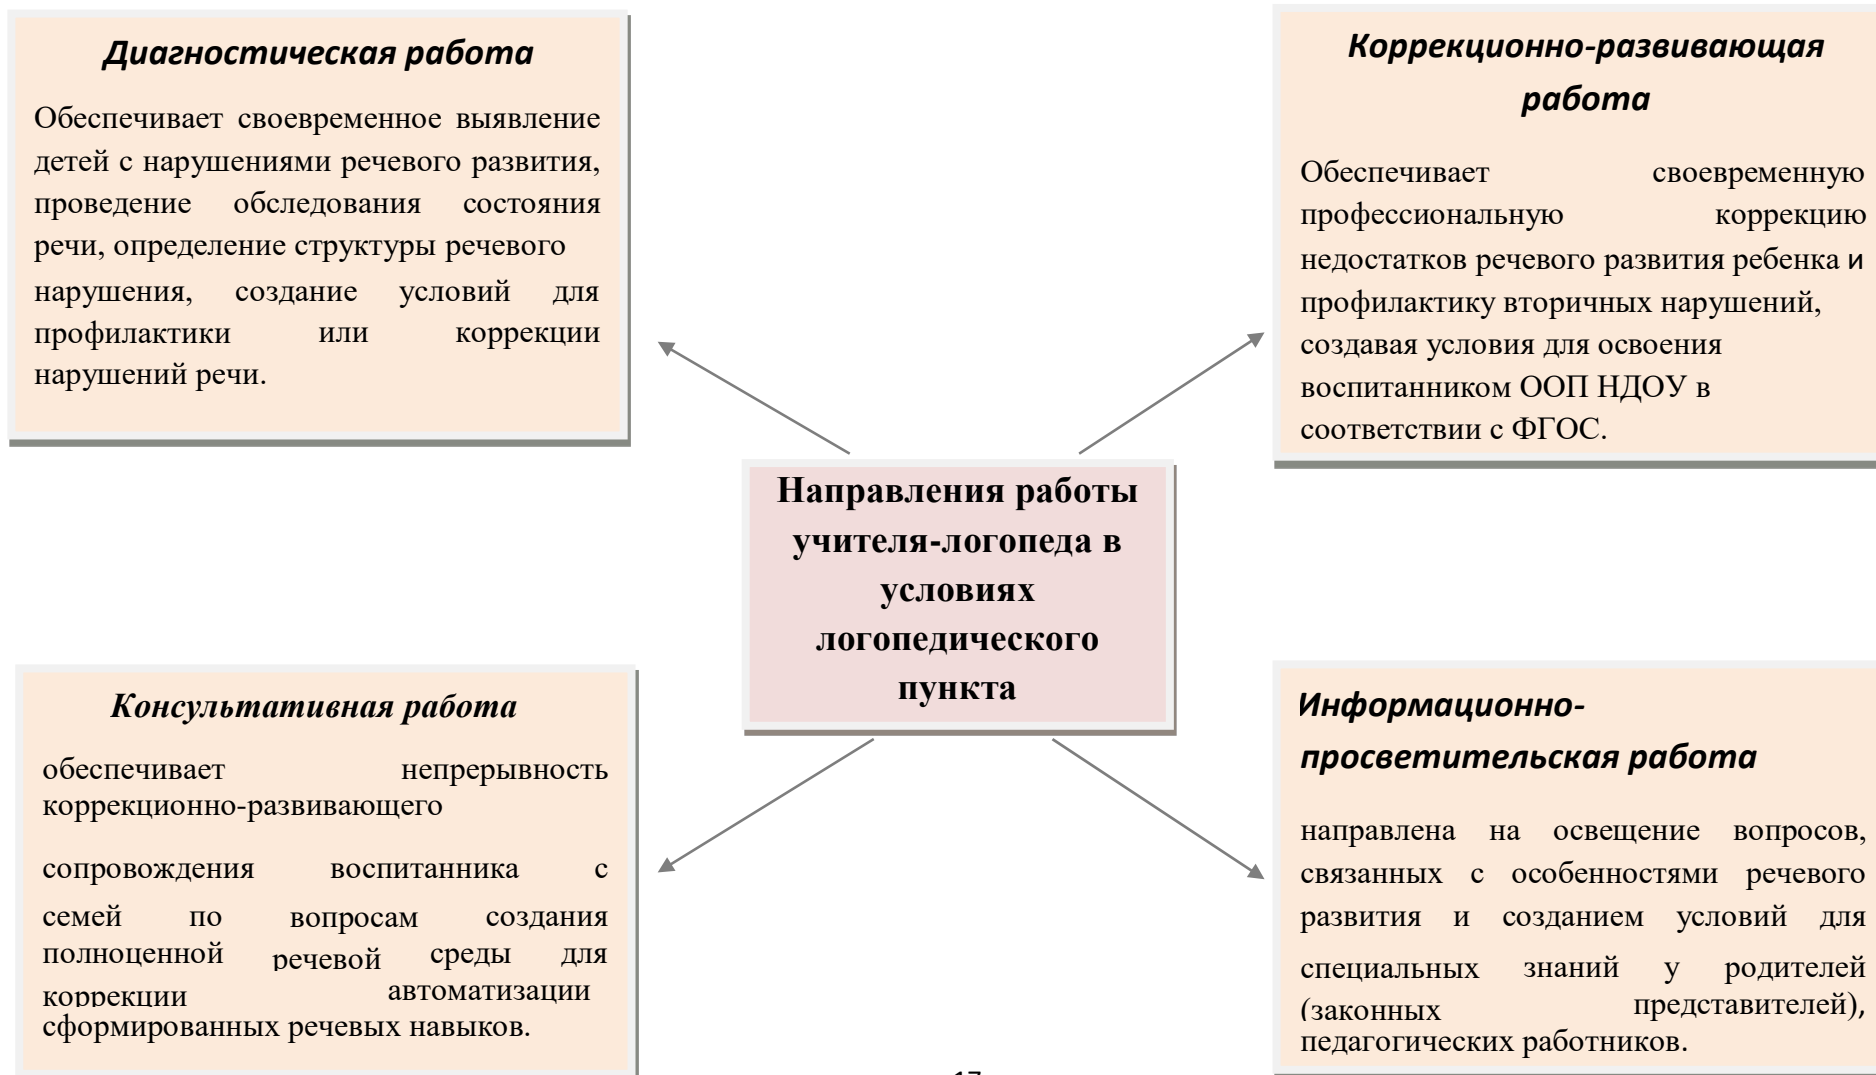 Диагностическая работа
Обеспечивает своевременное выявление
детей с нарушениями речевого развития,
проведение обследования состояния
речи, определение структуры речевого
нарушения, создание условий для
профилактики или коррекции
нарушений речи.
Коррекционно-развивающая
работа
Обеспечивает своевременную
профессиональную коррекцию
недостатков речевого развития ребенка и
профилактику вторичных нарушений,
создавая условия для освоения
воспитанником ООП НДОУ в
соответствии с ФГОС.
Направления работы
учителя-логопеда в
условиях
логопедического
пункта
Консультативная работа
обеспечивает непрерывность
коррекционно-развивающего
сопровождения воспитанника с
семей по вопросам создания
полноценной речевой среды для
коррекции автоматизации
сформированных речевых навыков.
Информационно-
просветительская работа
направлена на освещение вопросов,
связанных с особенностями речевого
развития и созданием условий для
специальных знаний у родителей
(законных представителей),
педагогических работников.
17